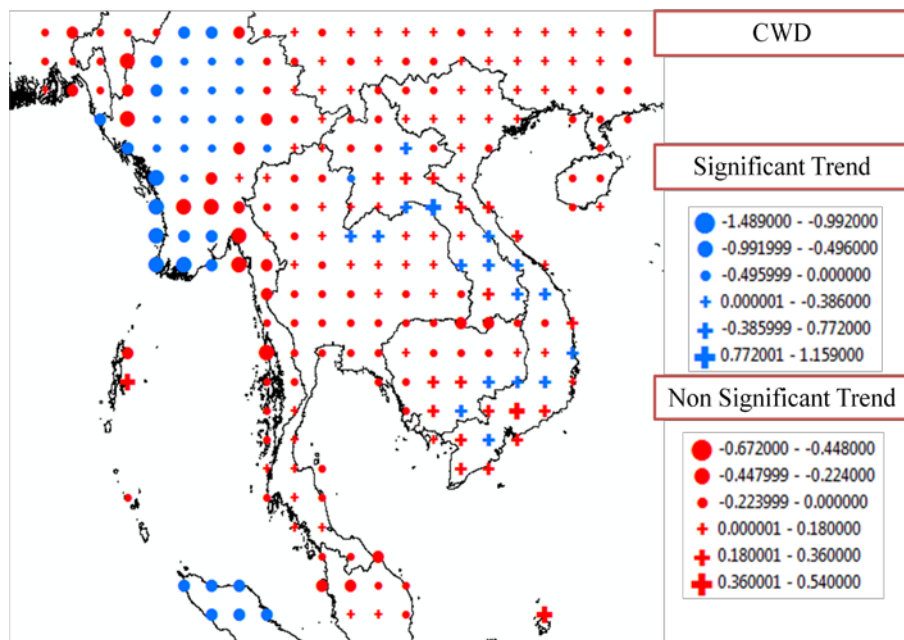 CWD
Significant Trend
-1.489000 - -0.992000
-0.991999 - -0.496000
-0.495999 - 0.000000
0.000001 - -0.386000
-0.385999 - 0.772000
0.772001 - 1.159000
Non Significant Trend
-0.672000 - -0.448000
-0.447999 - -0.224000
-0.223999 - 0.000000
0.000001 - 0.180000
0.180001 - 0.360000
0.360001 - 0.540000